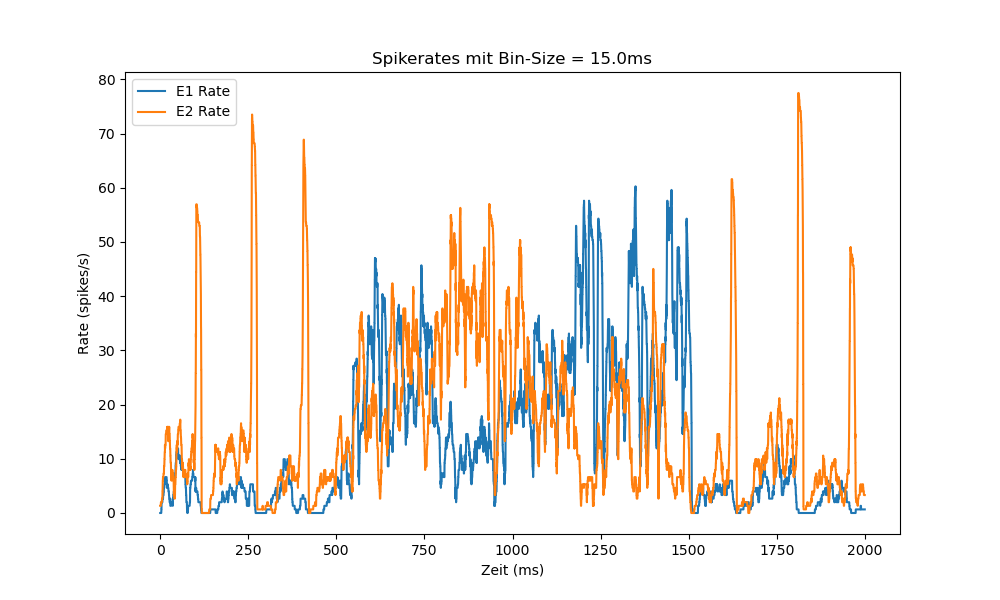 Spikerates mit Bin-Size = 15.0ms
E1 Rate
E2 Rate
80
70
60
50
40
30
20
10
0
Rate (spikes/s)
0 250 500 750 1000 1250 1500 1750 2000
Zeit (ms)